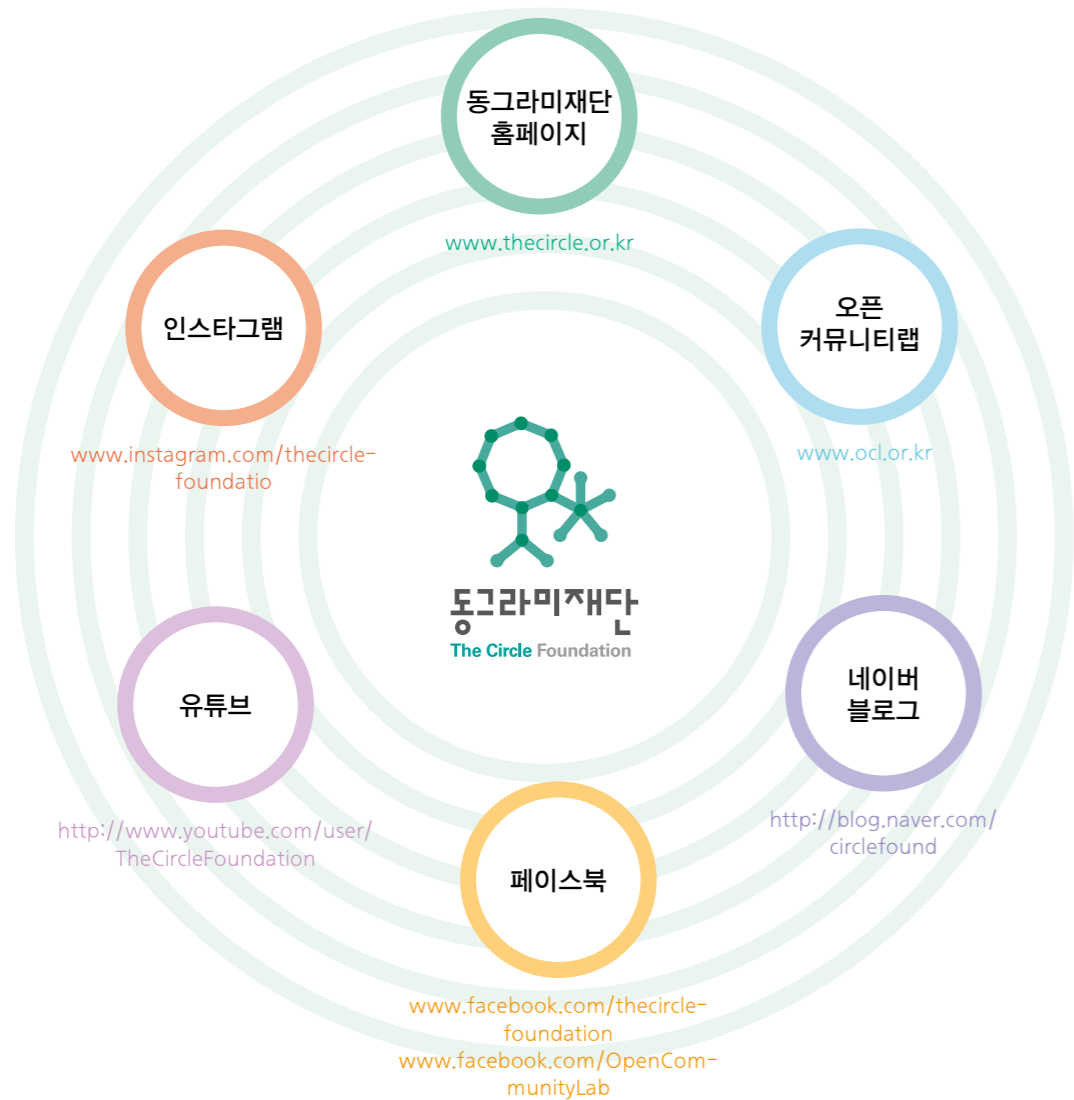 동그라미재단
홈페이지
www.thecircle.or.kr
인스타그램
www.instagram.com/thecircle-
foundatio
오픈
커뮤니티랩
www.ocl.or.kr
동그라미재단
The Circle Foundation
유튜브
http://www.youtube.com/user/
TheCircleFoundation
네이버
블로그
http://blog.naver.com/
circlefound
페이스북
www.facebook.com/thecircle-
foundation
www.facebook.com/OpenCom-
munityLab